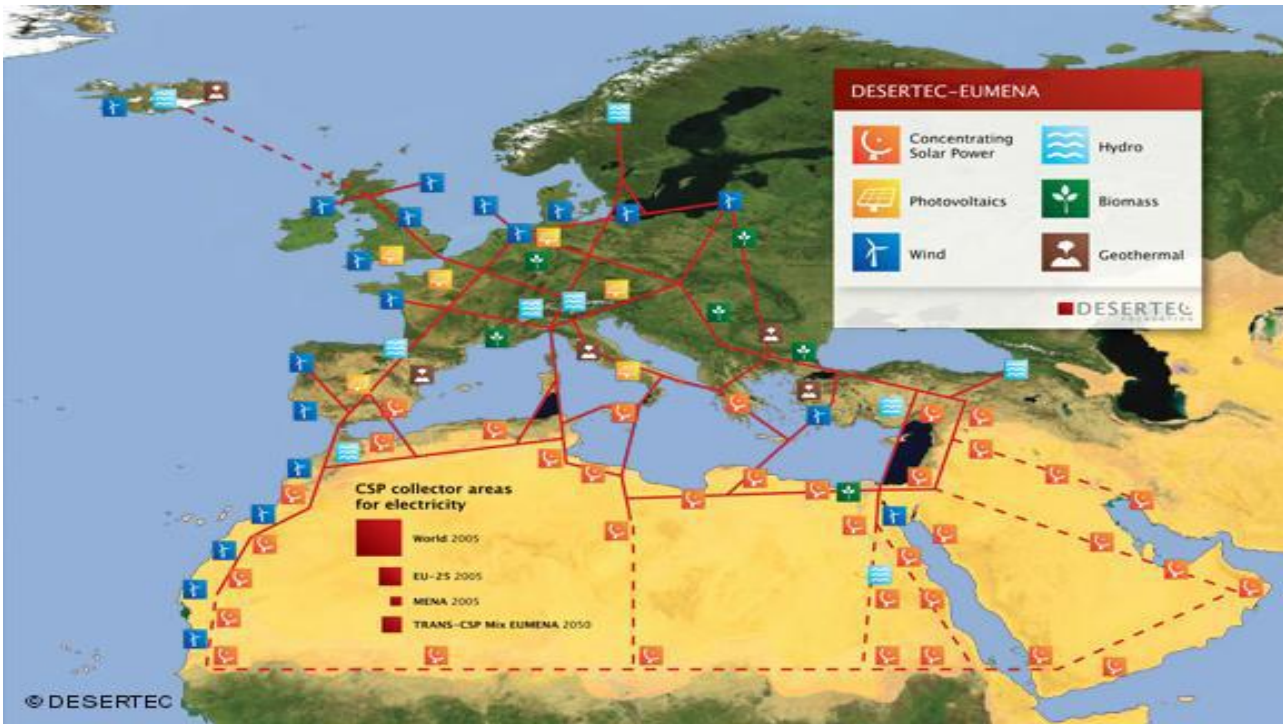 DESERTEC-EUMENA
Concentrating
Solar Power
Hydro
Photovoltaics
Biomass
Wind
Geothermal
DESERTEC
FOUNDATION
CSP collector areas
for electricity
World 2005
EU-25 2005
MENA 2005
TRANS-CSP Mix EUMENA 2050
© DESERTEC